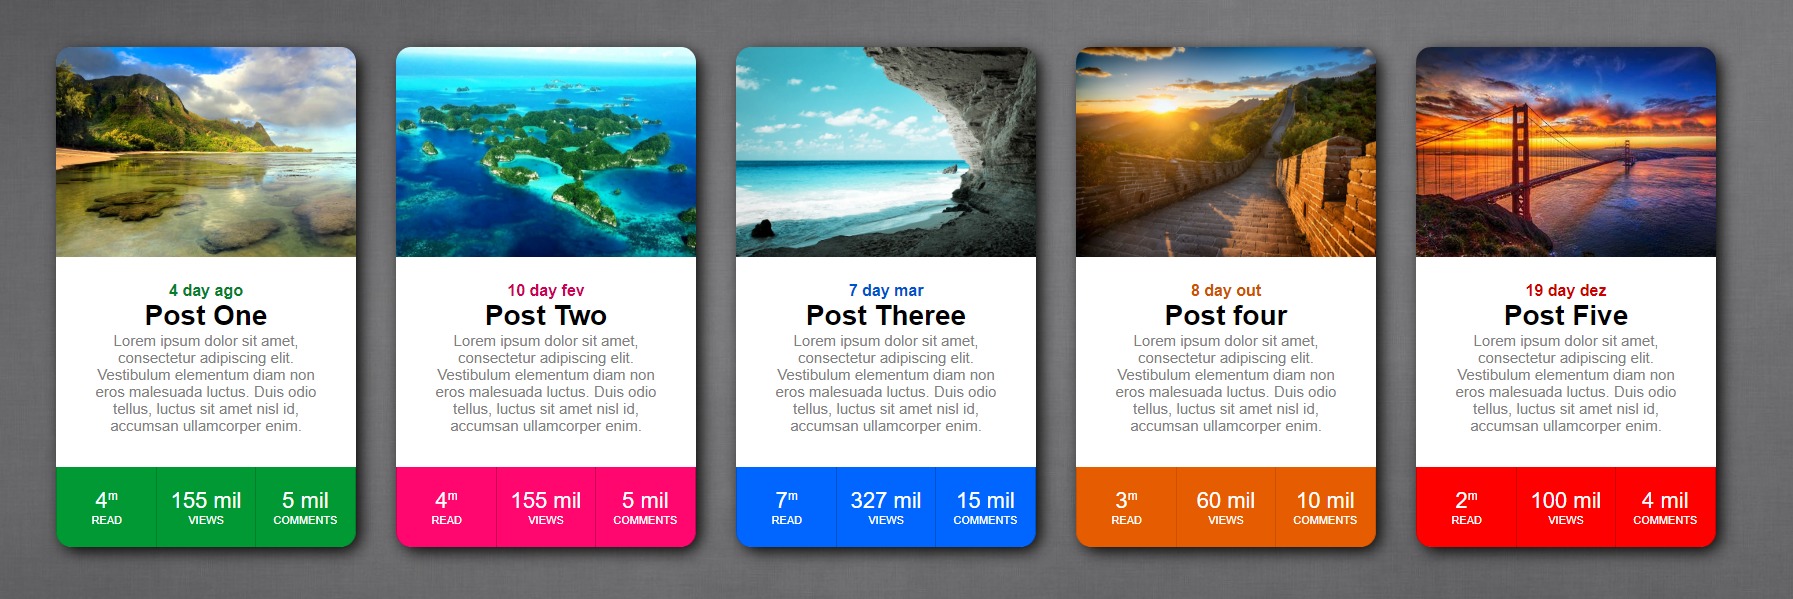 4 day ago
Post One
Lorem ipsum dolor sit amet,
consectetur adipiscing elit.
Vestibulum elementum diam non
eros malesuada luctus. Duis odio
tellus, luctus sit amet nisl id,
accumsan ullamcorper enim.
4m 155 mil 5 mil
READ VIEWS COMMENTS
10 day fev
Post Two
Lorem ipsum dolor sit amet,
consectetur adipiscing elit.
Vestibulum elementum diam non
eros malesuada luctus. Duis odio
tellus, luctus sit amet nisl id,
accumsan ullamcorper enim.
4m 155 mil 5 mil
READ VIEWS COMMENTS
7 day mar
Post Theree
Lorem ipsum dolor sit amet,
consectetur adipiscing elit.
Vestibulum elementum diam non
eros malesuada luctus. Duis odio
tellus, luctus sit amet nisl id,
accumsan ullamcorper enim.
7m 327 mil 15 mil
READ VIEWS COMMENTS
8 day out
Post four
Lorem ipsum dolor sit amet,
consectetur adipiscing elit.
Vestibulum elementum diam non
eros malesuada luctus. Duis odio
tellus, luctus sit amet nisl id,
accumsan ullamcorper enim.
3m 60 mil 10 mil
READ VIEWS COMMENTS
19 day dez
Post Five
Lorem ipsum dolor sit amet,
consectetur adipiscing elit.
Vestibulum elementum diam non
eros malesuada luctus. Duis odio
tellus, luctus sit amet nisl id,
accumsan ullamcorper enim.
2m 100 mil 4 mil
READ VIEWS COMMENTS